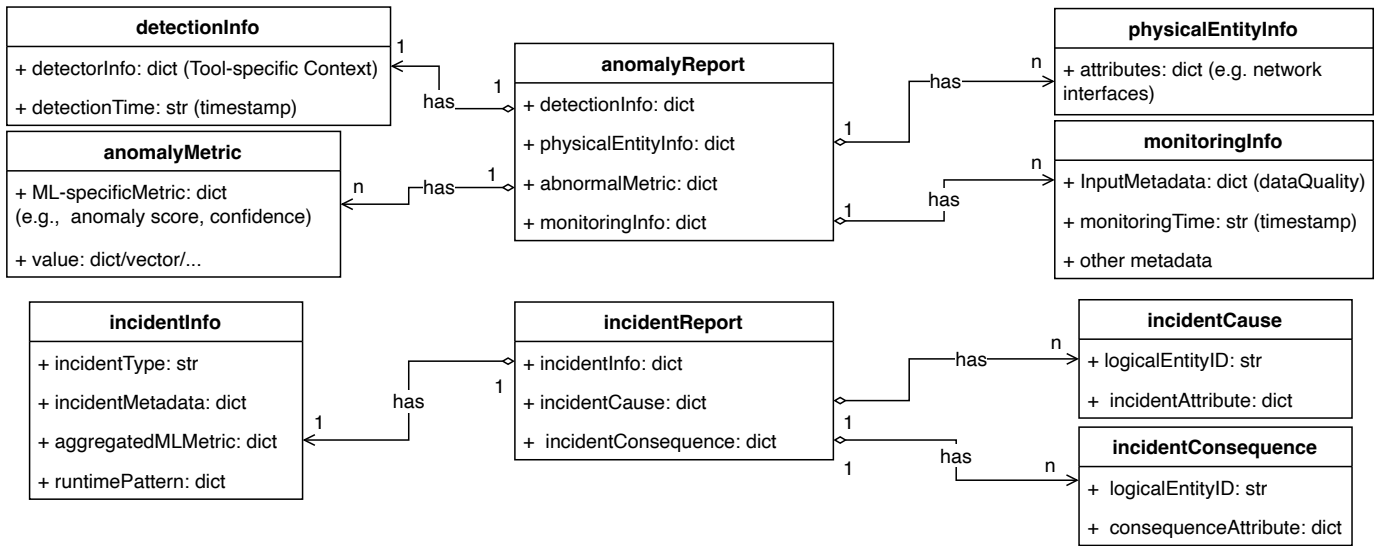 detectionInfo
+ detectorInfo: dict (Tool-specific Context)
+ detectionTime: str (timestamp)
1
has
1
anomalyReport
+ detectionInfo: dict
+ physicalEntityInfo: dict
+ abnormalMetric: dict
+ monitoringInfo: dict
1
has
n
physicalEntityInfo
+ attributes: dict (e.g. network
interfaces)
anomalyMetric
+ ML-specificMetric: dict
(e.g., anomaly score, confidence)
+ value: dict/vector/...
n
has
1
1
has
n
monitoringInfo
+ InputMetadata: dict (dataQuality)
+ monitoringTime: str (timestamp)
+ other metadata
incidentInfo
+ incidentType: str
+ incidentMetadata: dict
+ aggregatedMLMetric: dict
+ runtimePattern: dict
1
has
1
incidentReport
+ incidentInfo: dict
+ incidentCause: dict
+ incidentConsequence: dict
1
has
n
incidentCause
+ logicalEntityID: str
+ incidentAttribute: dict
1
has
n
incidentConsequence
+ logicalEntityID: str
+ consequenceAttribute: dict